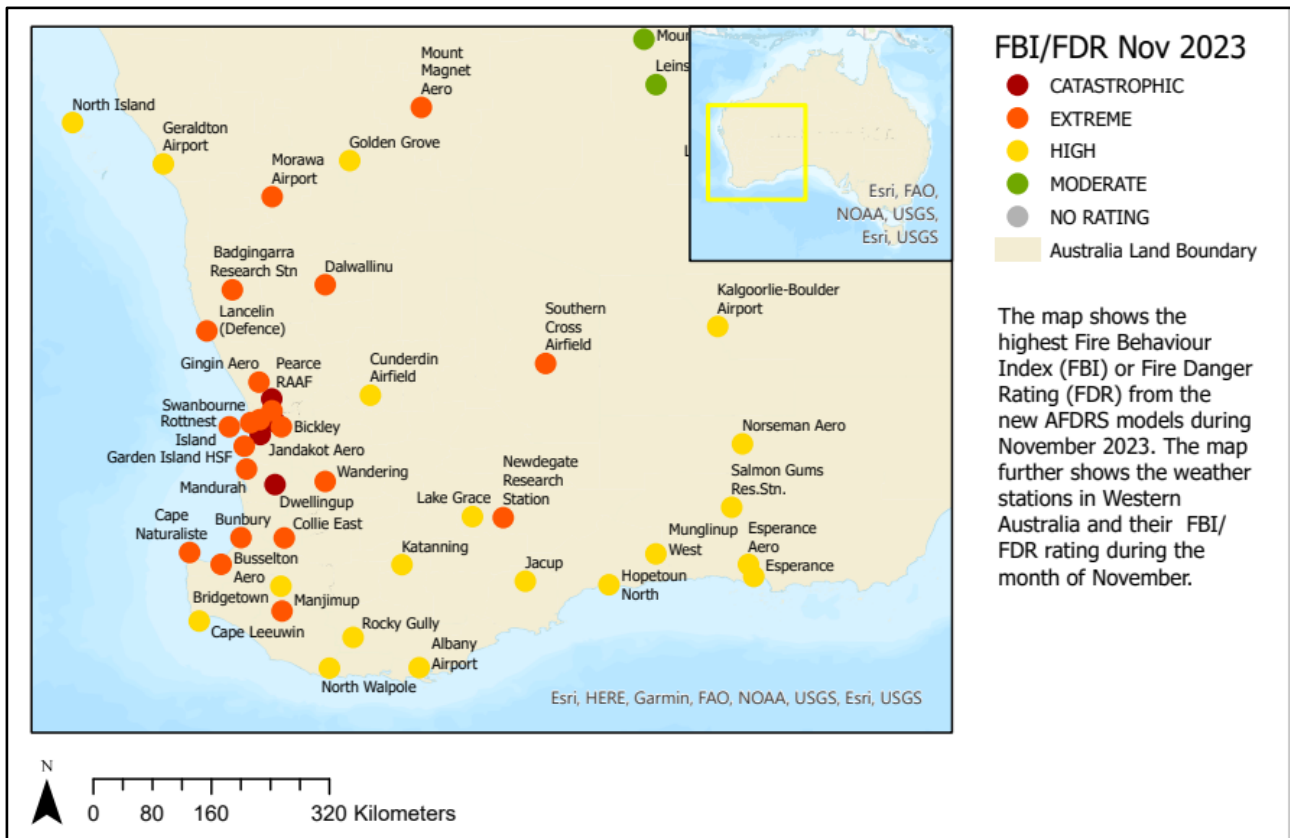 Mount
Magnet
Aero
Moun
Leins
North Island
Geraldton
Airport
Golden Grove
Morawa
Airport
L
Badgingarra
Research Stn
Dalwallinu
Lancelin
(Defence)
Southern
Cross
Airfield
Kalgoorlie-Boulder
Airport
Gingin Aero
Pearce
RAAF
Cunderdin
Airfield
Swanbourne
Rottnest
Island
Bickley
Jandakot Aero
Garden Island HSF
Norseman Aero
Mandurah
Wandering
Dwellingup
Newdegate
Research
Station
Lake Grace
Salmon Gums
Res.Stn.
Cape
Naturaliste
Bunbury
Collie East
Munglinup
West
Esperance
Aero
Esperance
Busselton
Aero
Katanning
Jacup
Hopetoun
North
Bridgetown
Manjimup
Cape Leeuwin
Rocky Gully
Albany
Airport
North Walpole
Esri, HERE, Garmin, FAO, NOAA, USGS, Esri, USGS
Esri, FAO,
NOAA, USGS,
Esri, USGS
N
0 80 160 320 Kilometers
FBI/FDR Nov 2023
CATASTROPHIC
EXTREME
HIGH
MODERATE
NO RATING
Australia Land Boundary
The map shows the
highest Fire Behaviour
Index (FBI) or Fire Danger
Rating (FDR) from the
new AFDRS models during
November 2023. The map
further shows the weather
stations in Western
Australia and their FBI/
FDR rating during the
month of November.